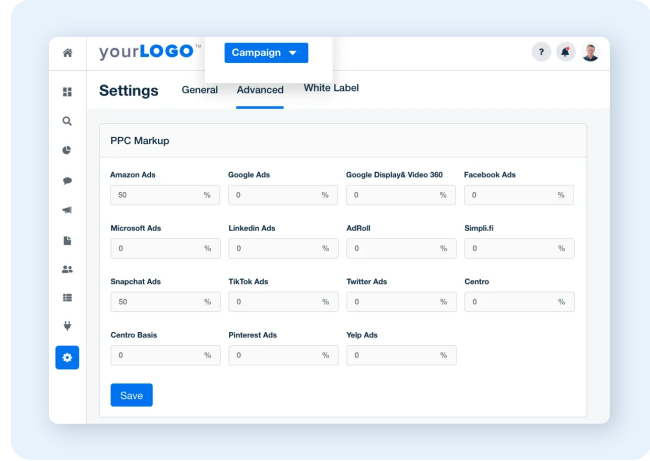 yourLOGO™ Campaign ?
Settings General Advanced White Label
PPC Markup
Amazon Ads Google Ads Google Display& Video 360 Facebook Ads
50 % 0 % 0 % 0 %
Microsoft Ads Linkedin Ads AdRoll Simpli.fi
0 % 0 % 0 % 0 %
Snapchat Ads TikTok Ads Twitter Ads Centro
50 % 0 % 0 % 0 %
Centro Basis Pinterest Ads Yelp Ads
0 % 0 % 0 %
Save